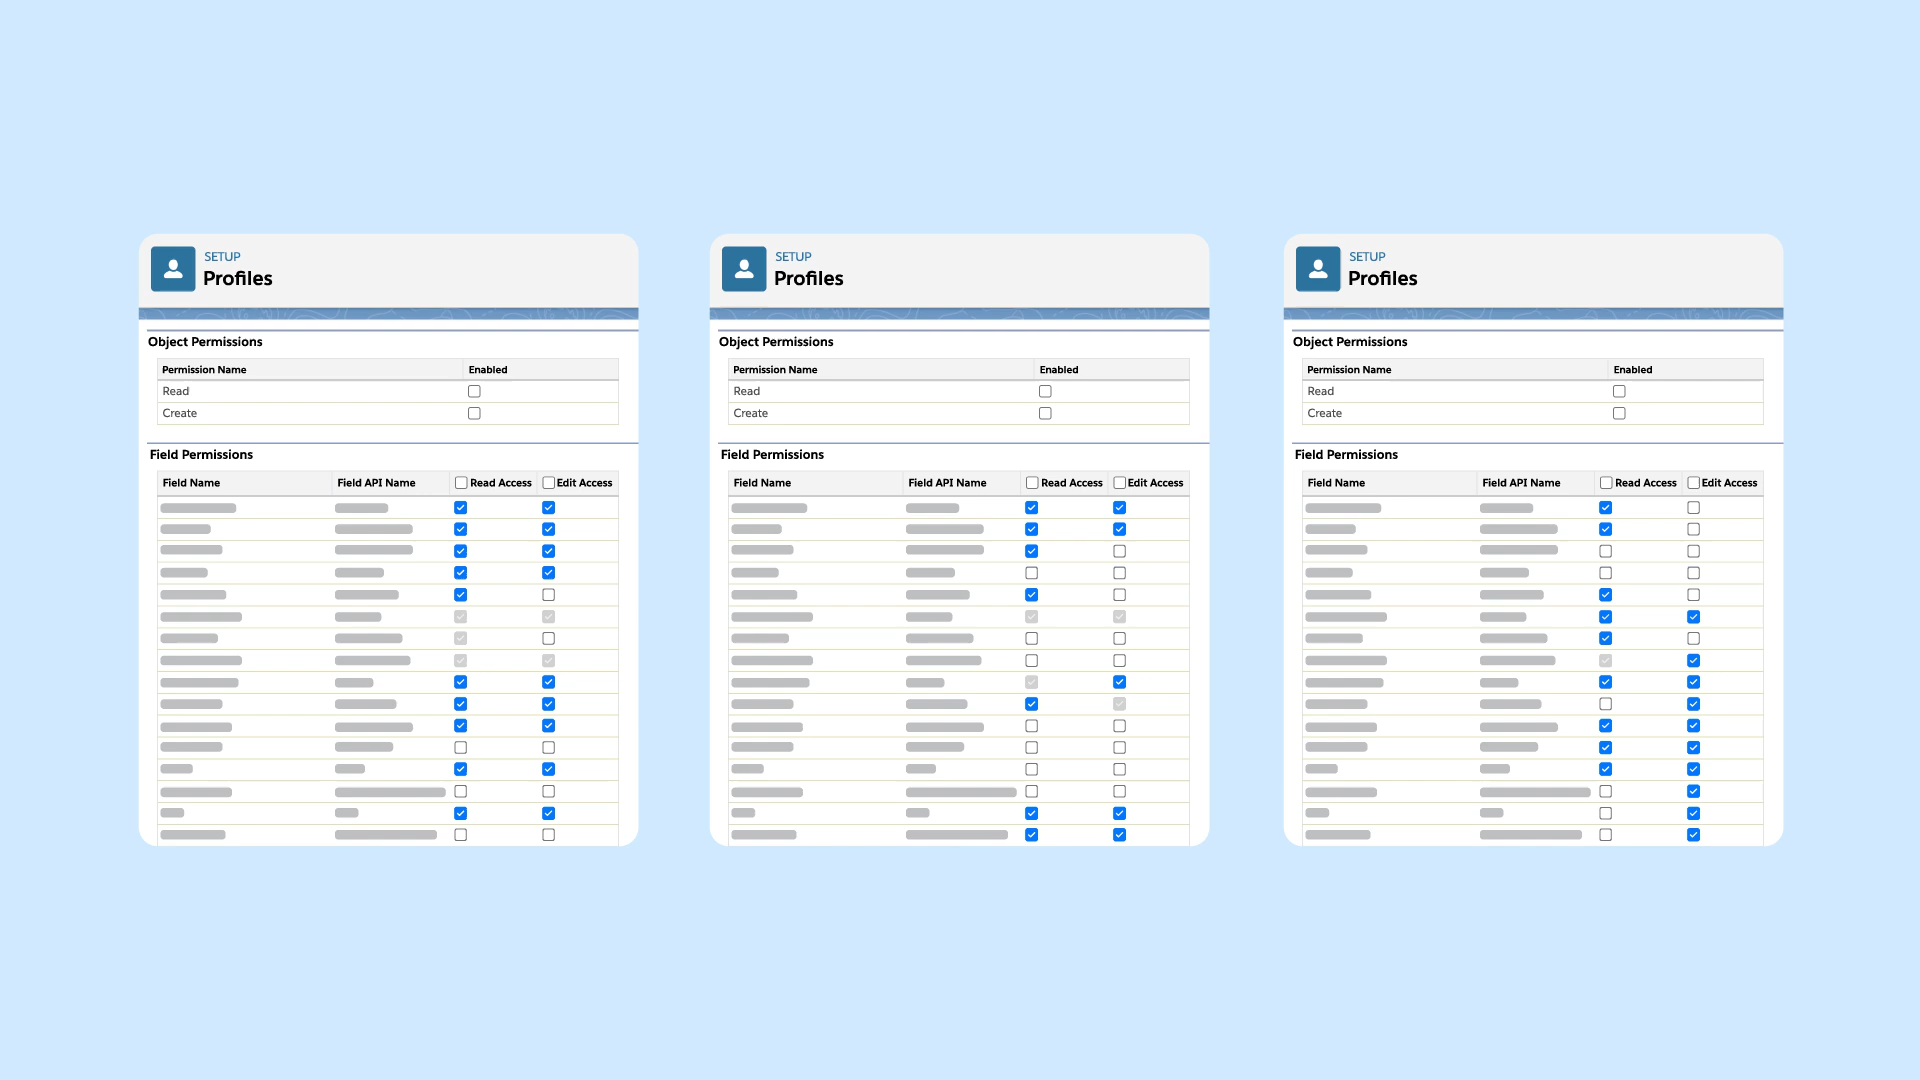 SETUP
Profiles
Object Permissions
Permission Name Enabled
Read
Create
Field Permissions
Field Name Field API Name Read Access Edit Access
SETUP
Profiles
Object Permissions
Permission Name Enabled
Read
Create
Field Permissions
Field Name Field API Name Read Access Edit Access
SETUP
Profiles
Object Permissions
Permission Name Enabled
Read
Create
Field Permissions
Field Name Field API Name Read Access Edit Access